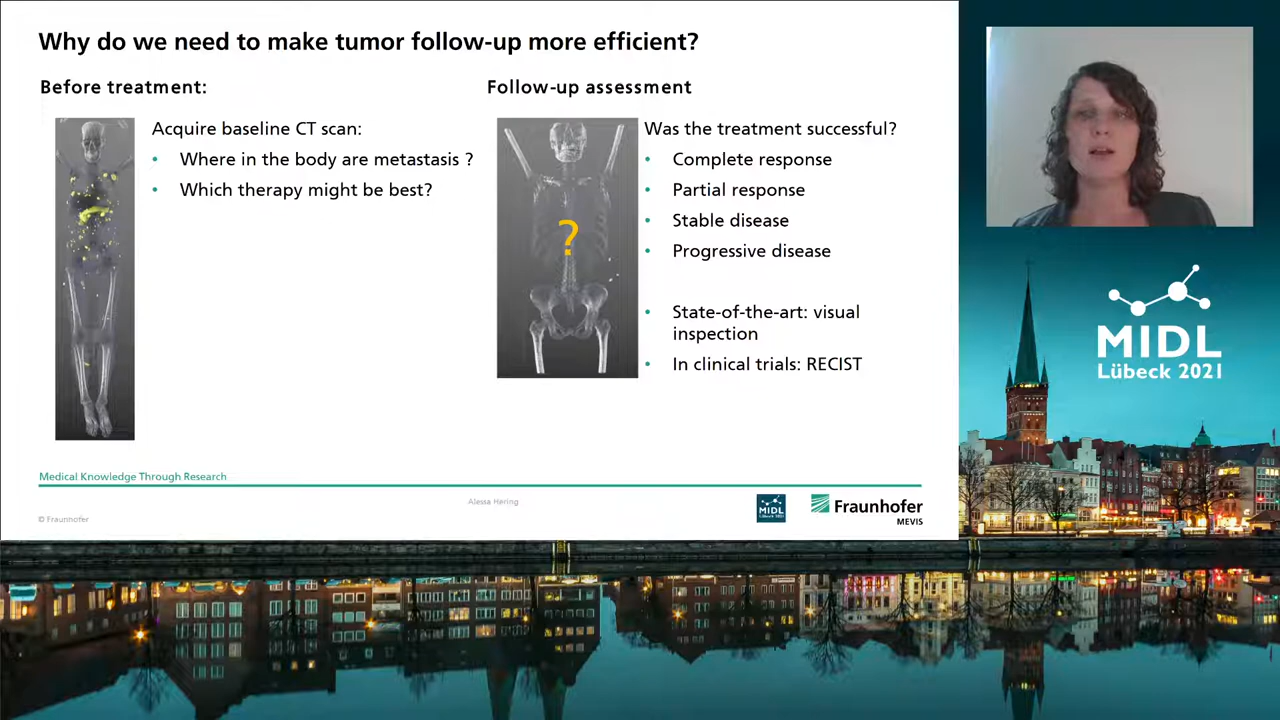 Why do we need to make tumor follow-up more efficient?
Before treatment:
Acquire baseline CT scan:
• Where in the body are metastasis ?
• Which therapy might be best?
Follow-up assessment
?
Was the treatment successful?
• Complete response
• Partial response
• Stable disease
• Progressive disease
• State-of-the-art: visual
inspection
• In clinical trials: RECIST
Medical Knowledge Through Research
© Fraunhofer
Alessa Hering
MIDL
Lübeck 2021
Fraunhofer
MEVIS
MIDL
Lübeck 2021